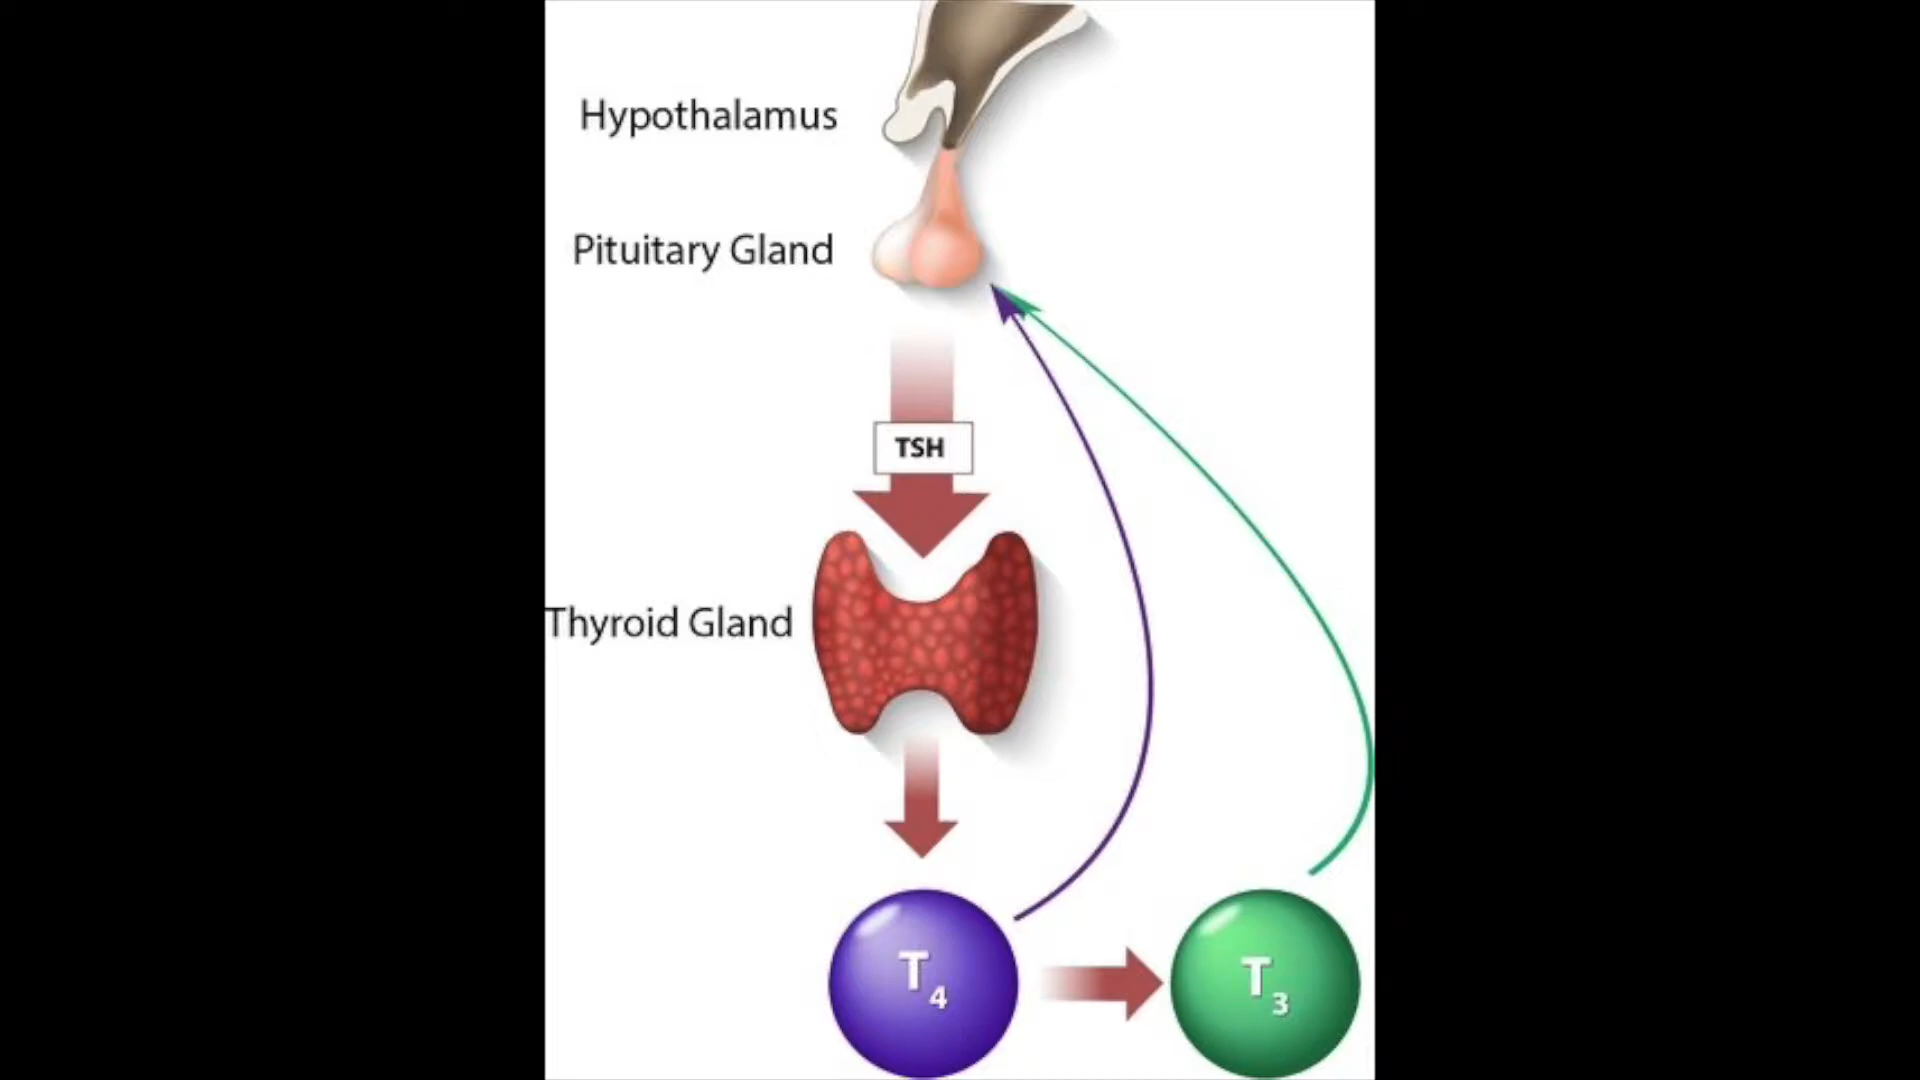 Hypothalamus
Pituitary Gland
TSH
Thyroid Gland
T4
T3